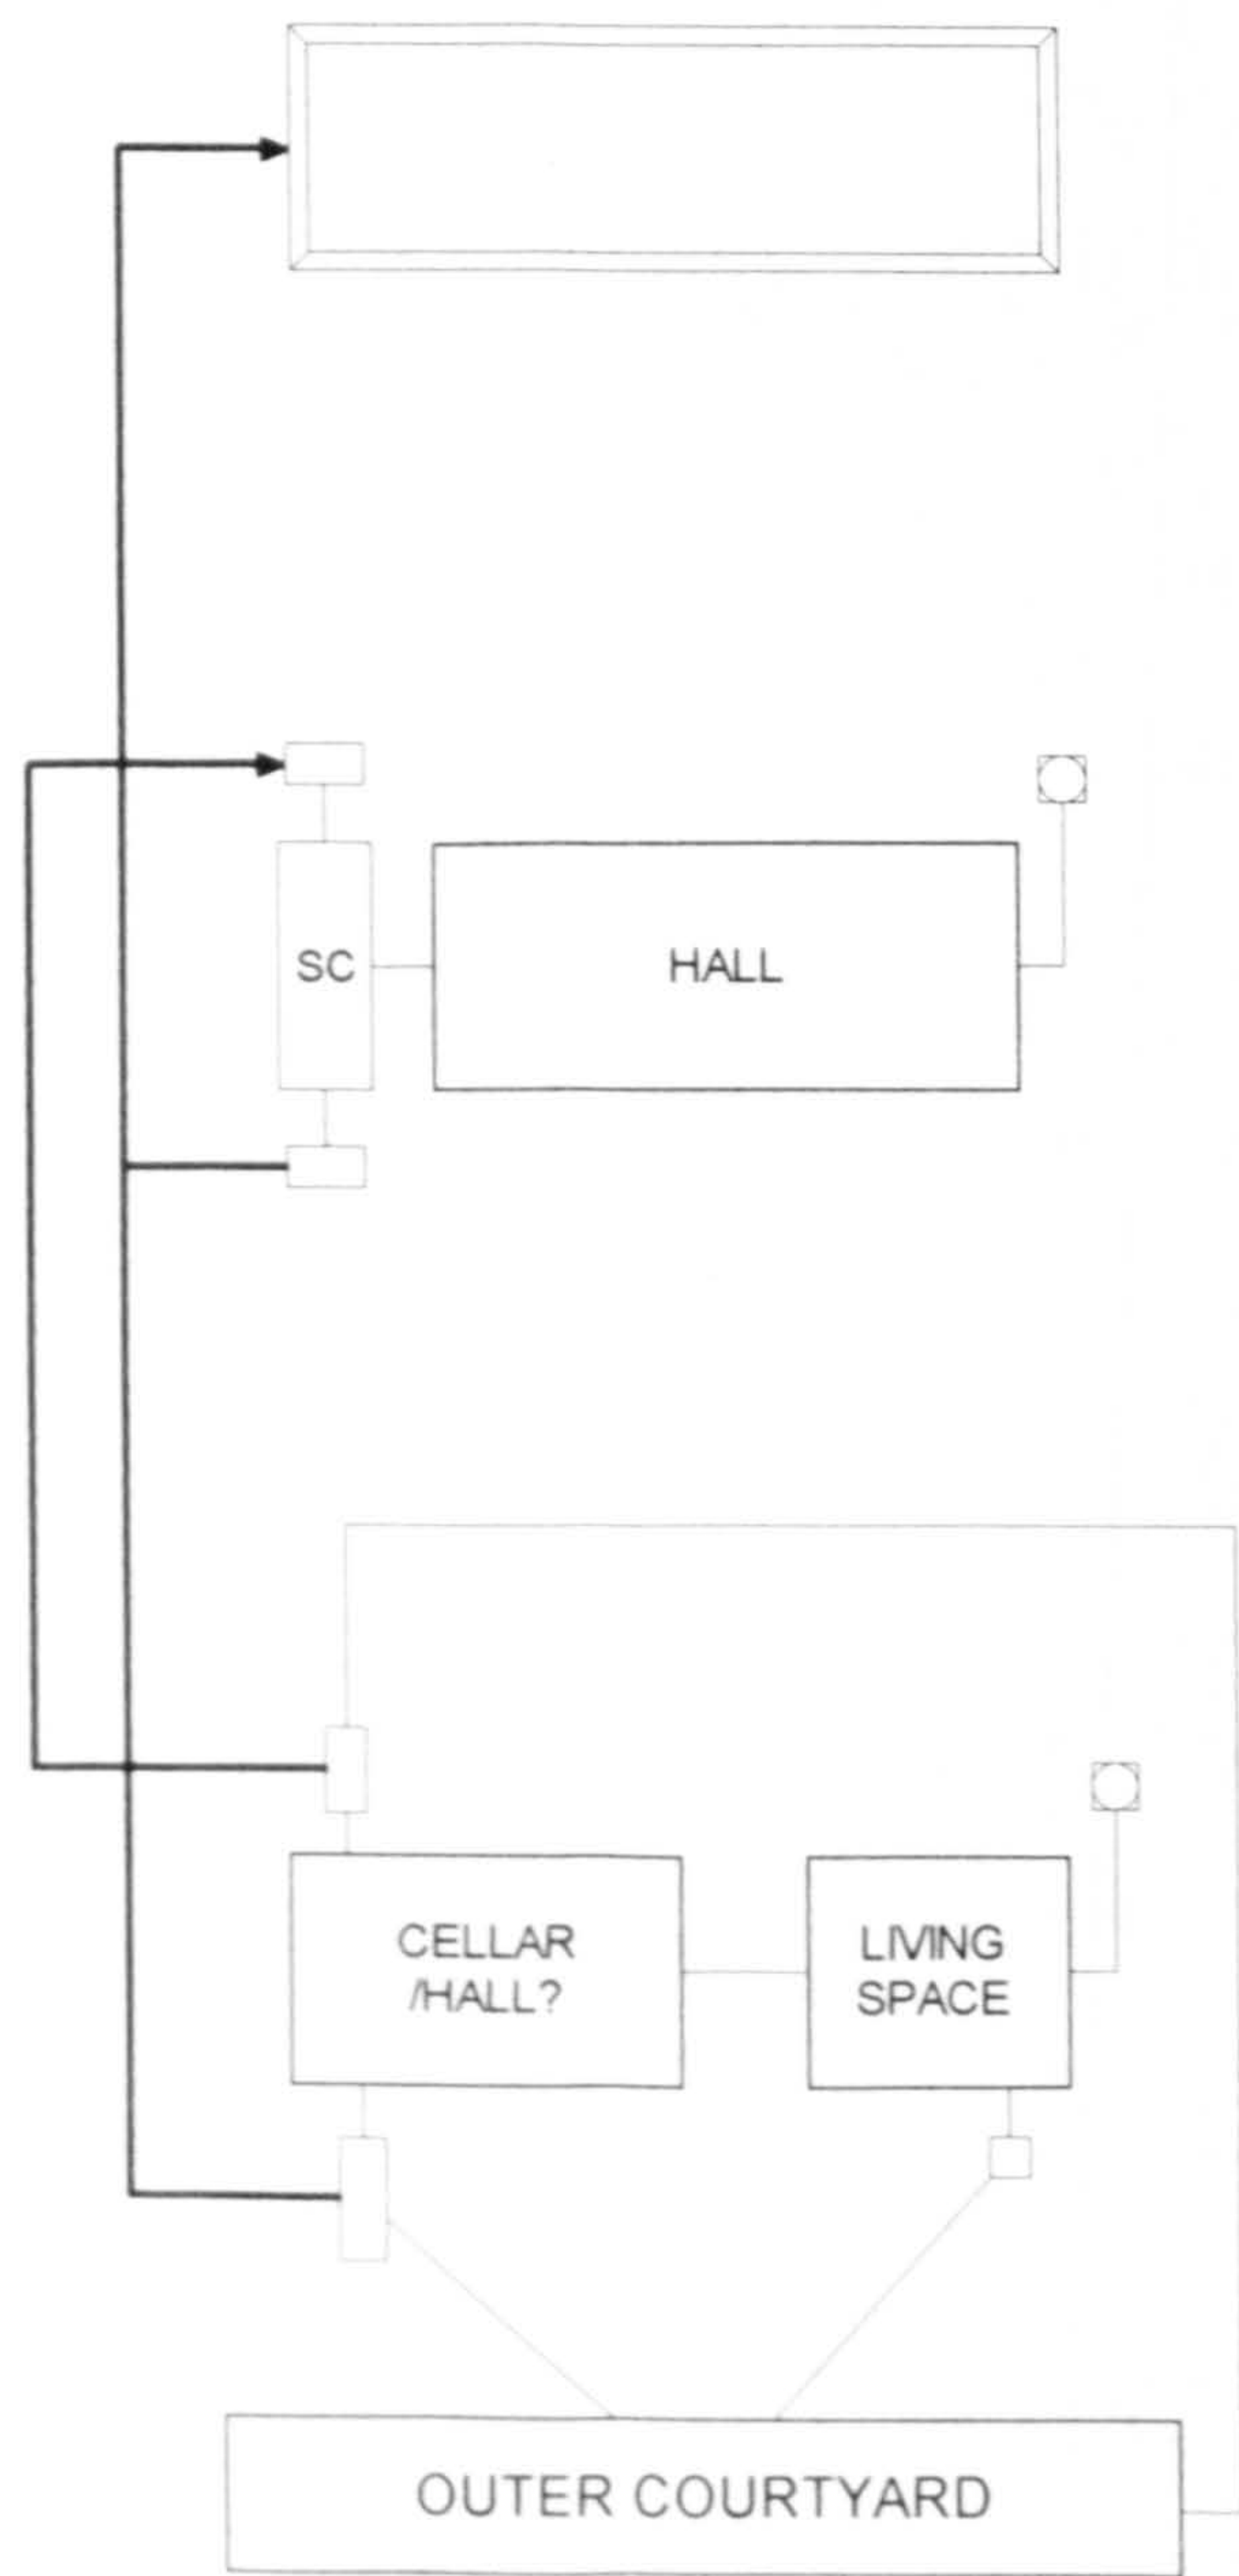 SC
HALL
CELLAR
/HALL?
LIVING
SPACE
OUTER COURTYARD